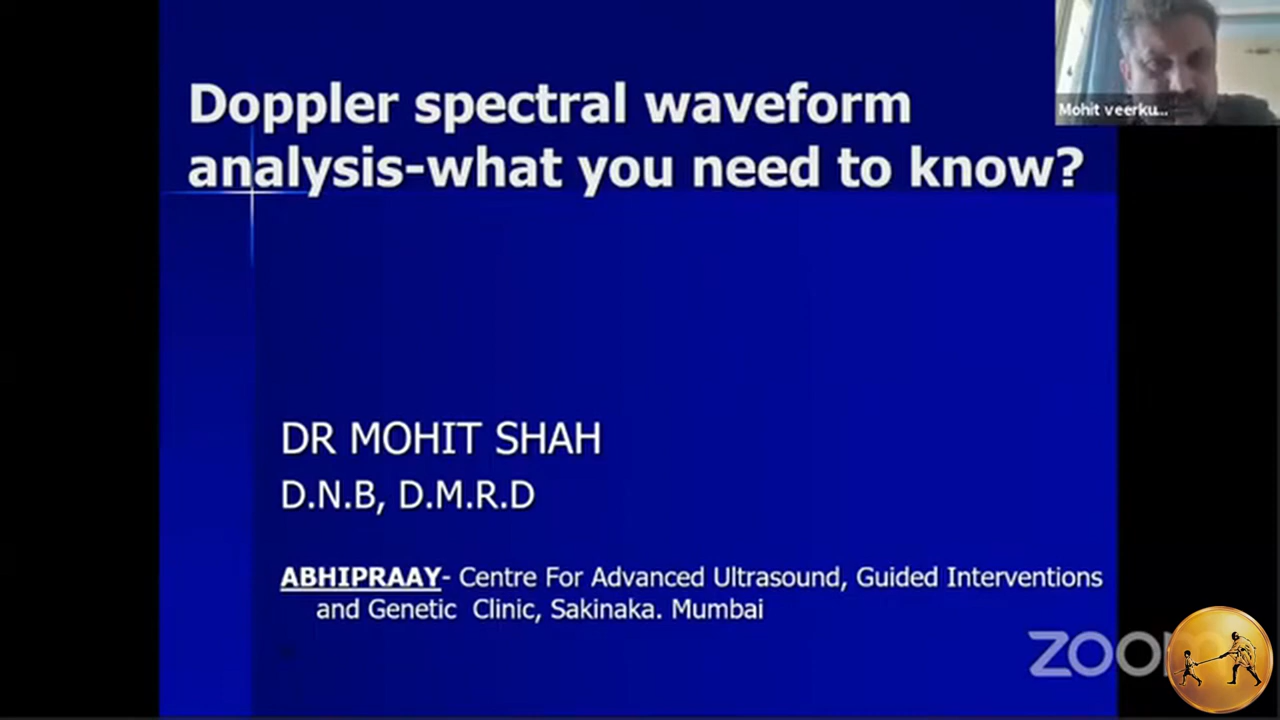 Doppler spectral waveform
analysis-what you need to know?
Mohit veerku...
DR MOHIT SHAH
D.N.B, D.M.R.D
ABHIPRAAY- Centre For Advanced Ultrasound, Guided Interventions
and Genetic Clinic, Sakinaka. Mumbai
zoom